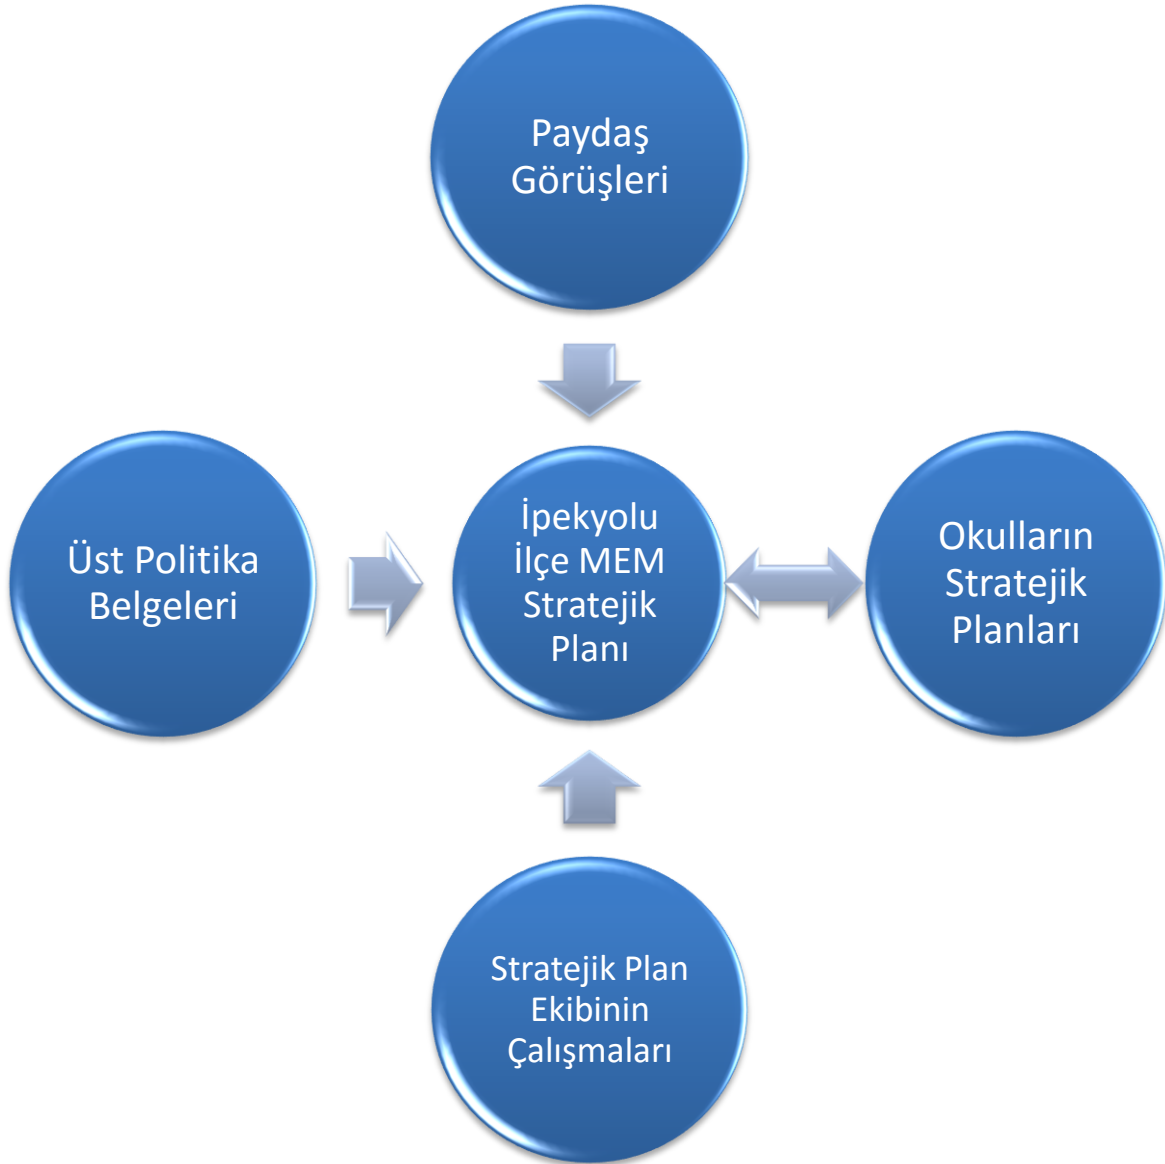 Paydaş
Görüşleri
Üst Politika
Belgeleri
İpekyolu
İlçe MEM
Stratejik
Planı
Okulların
Stratejik
Planları
Stratejik Plan
Ekibinin
Çalışmaları